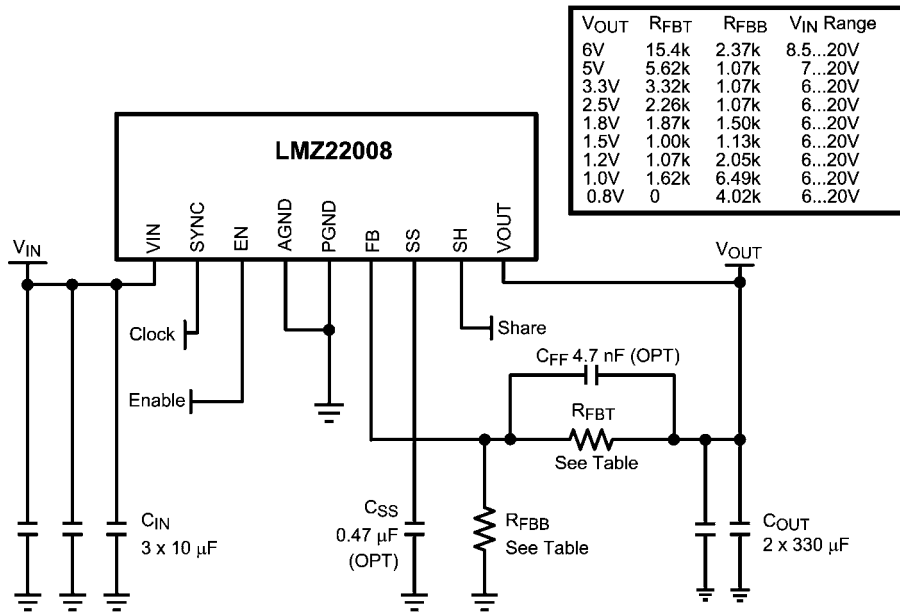 VOUT RFBT RFBB VIN Range
6V 15.4k 2.37k 8.5...20V
5V 5.62k 1.07k 7...20V
3.3V 3.32k 1.07k 6...20V
2.5V 2.26k 1.07k 6...20V
1.8V 1.87k 1.50k 6...20V
1.5V 1.00k 1.13k 6...20V
1.2V 1.07k 2.05k 6...20V
1.0V 1.62k 6.49k 6...20V
0.8V 0 4.02k 6...20V
LMZ22008
VIN SYNC EN AGND PGND FB SS SH VOUT
VIN
VOUT
Clock
Share
Enable
CFF 4.7 nF (OPT)
RFBT
See Table
CIN
3 x 10 µF
CSS
0.47 µF
(OPT)
RFBB
See Table
COUT
2 x 330 µF